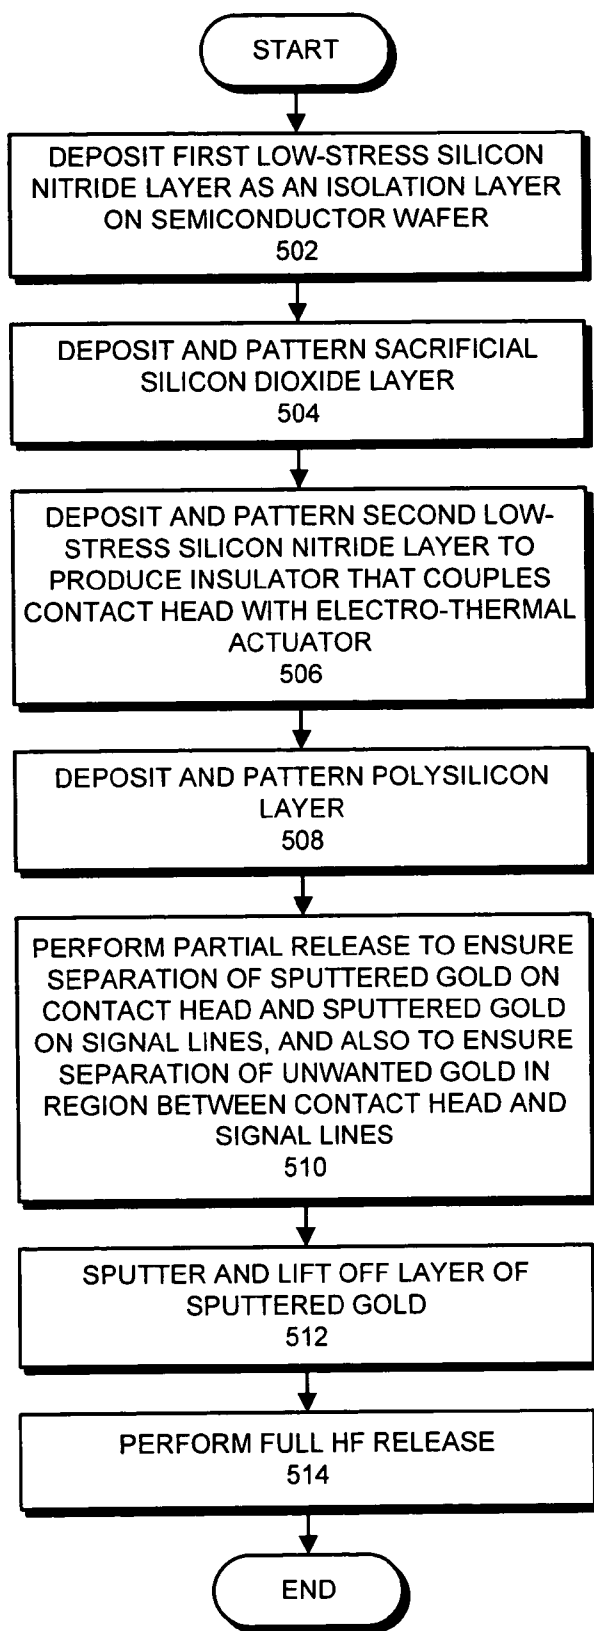 START
DEPOSIT FIRST LOW-STRESS SILICON
NITRIDE LAYER AS AN ISOLATION LAYER
ON SEMICONDUCTOR WAFER
502
DEPOSIT AND PATTERN SACRIFICIAL
SILICON DIOXIDE LAYER
504
DEPOSIT AND PATTERN SECOND LOW-
STRESS SILICON NITRIDE LAYER TO
PRODUCE INSULATOR THAT COUPLES
CONTACT HEAD WITH ELECTRO-THERMAL
ACTUATOR
506
DEPOSIT AND PATTERN POLYSILICON
LAYER
508
PERFORM PARTIAL RELEASE TO ENSURE
SEPARATION OF SPUTTERED GOLD ON
CONTACT HEAD AND SPUTTERED GOLD
ON SIGNAL LINES, AND ALSO TO ENSURE
SEPARATION OF UNWANTED GOLD IN
REGION BETWEEN CONTACT HEAD AND
SIGNAL LINES
510
SPUTTER AND LIFT OFF LAYER OF
SPUTTERED GOLD
512
PERFORM FULL HF RELEASE
514
END